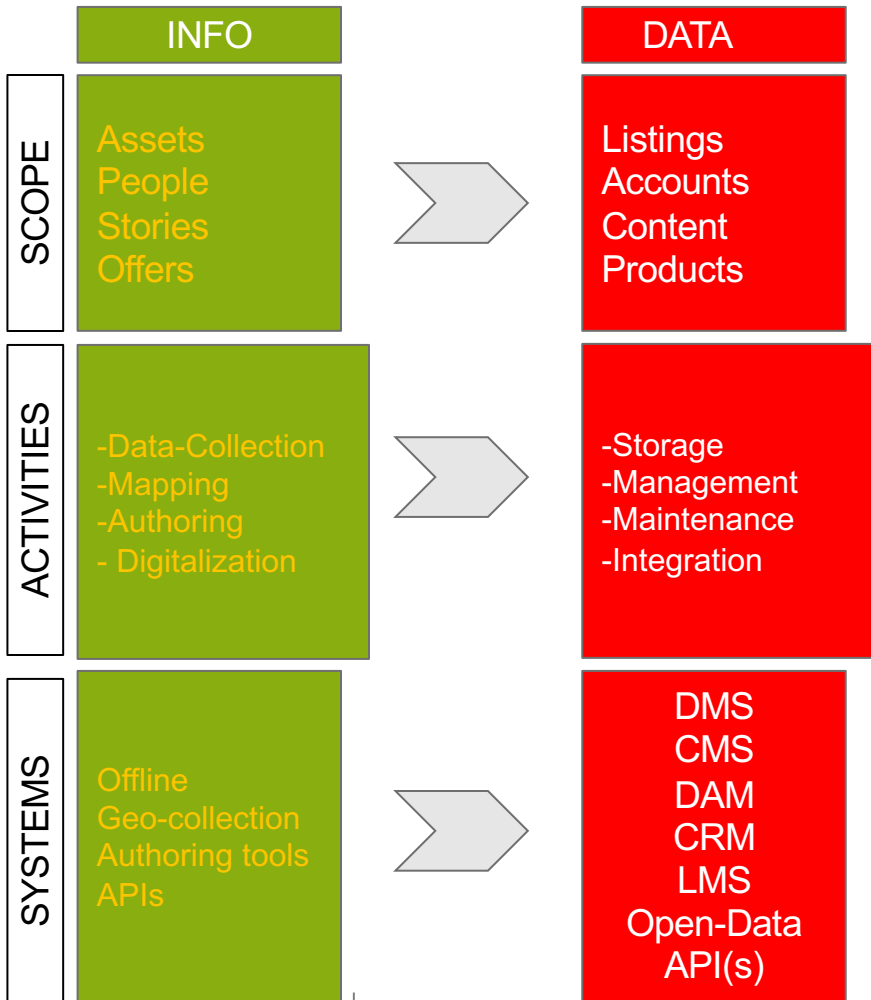 INFO
DATA
SCOPE
Assets
People
Stories
Offers
Listings
Accounts
Content
Products
ACTIVITIES
-Data-Collection
-Mapping
-Authoring
- Digitalization
-Storage
-Management
-Maintenance
-Integration
SYSTEMS
Offline
Geo-collection
Authoring tools
APIs
DMS
CMS
DAM
CRM
LMS
Open-Data
API(s)